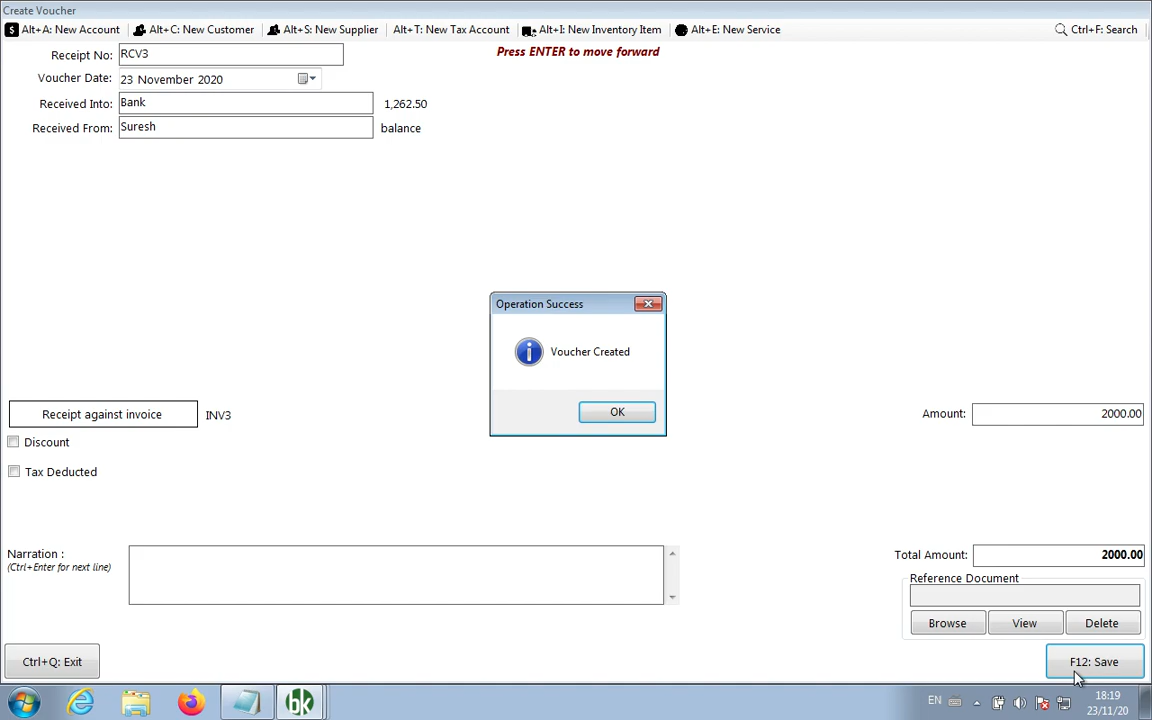 Create Voucher
$ Alt+A: New Account Alt+C: New Customer Alt+S: New Supplier Alt+T: New Tax Account Alt+I: New Inventory Item Alt+E: New Service Ctrl+F: Search
Receipt No: RCV3
Press ENTER to move forward
Voucher Date: 23 November 2020
Received Into: Bank 1,262.50
Received From: Suresh balance
Operation Success
Voucher Created
OK
Receipt against invoice INV3 Amount: 2000.00
Discount
Tax Deducted
Narration :
(Ctrl+Enter for next line)
Total Amount: 2000.00
Reference Document
Browse View Delete
Ctrl+Q: Exit F12: Save
bk EN 18:19
23/11/20